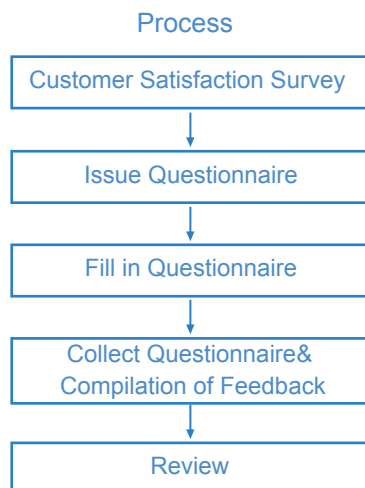 Process
Customer Satisfaction Survey
Issue Questionnaire
Fill in Questionnaire
Collect Questionnaire&
Compilation of Feedback
Review